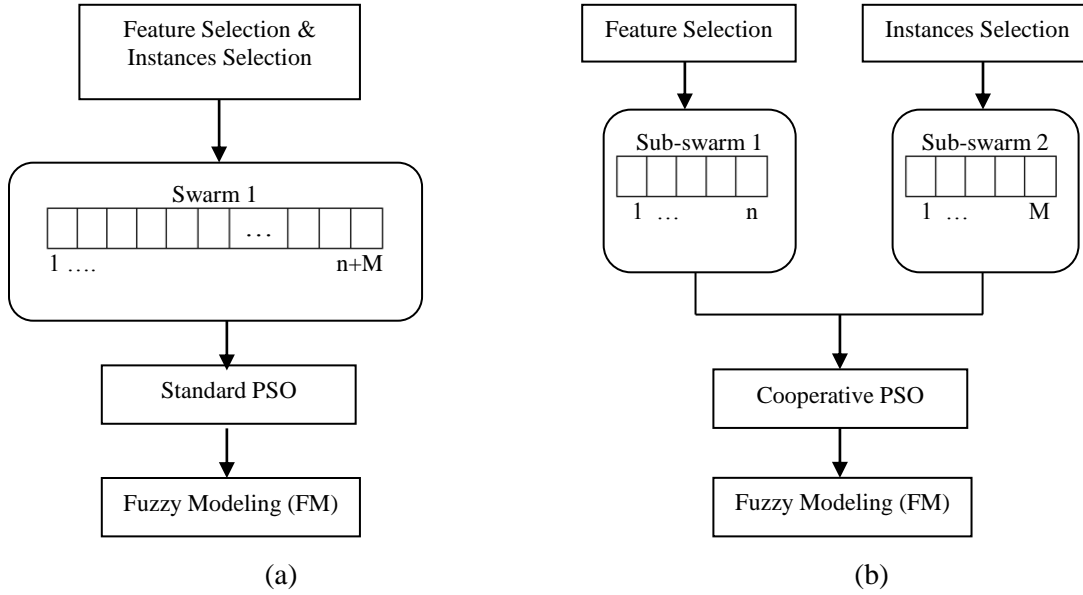 Feature Selection &
Instances Selection
Swarm 1
…
1 ….
n+M
Standard PSO
Fuzzy Modeling (FM)
(a)
Feature Selection
Instances Selection
Sub-swarm 1
1 …
n
Sub-swarm 2
1 …
M
Cooperative PSO
Fuzzy Modeling (FM)
(b)